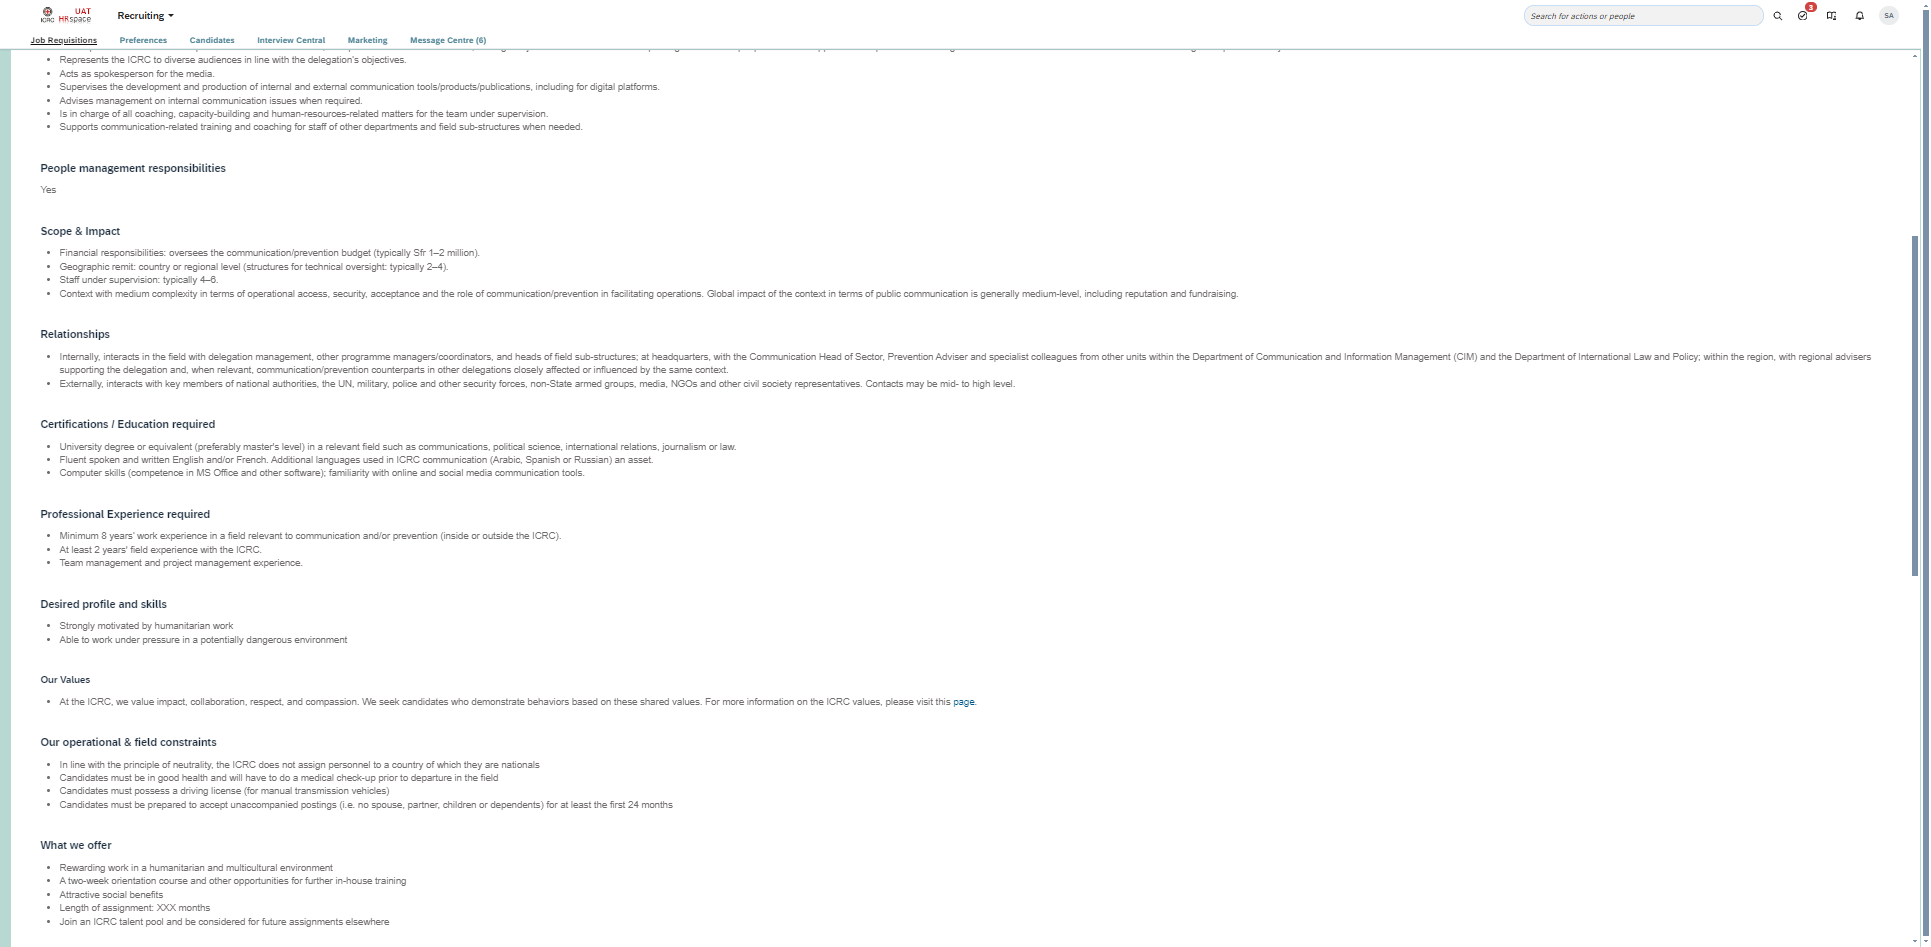 ICRC
UAT
HRspace
Recruiting
Search for actions or people
3
SA
Job Requisitions
Preferences
Candidates
Interview Central
Marketing
Message Centre (6)
Represents the ICRC to diverse audiences in line with the delegation's objectives.
Acts as spokesperson for the media.
Supervises the development and production of internal and external communication tools/products/publications, including for digital platforms.
Advises management on internal communication issues when required.
Is in charge of all coaching, capacity-building and human-resources-related matters for the team under supervision.
Supports communication-related training and coaching for staff of other departments and field sub-structures when needed.
People management responsibilities
Yes
Scope & Impact
Financial responsibilities: oversees the communication/prevention budget (typically Sfr 1–2 million).
Geographic remit: country or regional level (structures for technical oversight: typically 2–4).
Staff under supervision: typically 4–6.
Context with medium complexity in terms of operational access, security, acceptance and the role of communication/prevention in facilitating operations. Global impact of the context in terms of public communication is generally medium-level, including reputation and fundraising.
Relationships
Internally, interacts in the field with delegation management, other programme managers/coordinators, and heads of field sub-structures; at headquarters, with the Communication Head of Sector, Prevention Adviser and specialist colleagues from other units within the Department of Communication and Information Management (CIM) and the Department of International Law and Policy; within the region, with regional advisers
supporting the delegation and, when relevant, communication/prevention counterparts in other delegations closely affected or influenced by the same context.
Externally, interacts with key members of national authorities, the UN, military, police and other security forces, non-State armed groups, media, NGOs and other civil society representatives. Contacts may be mid- to high level.
Certifications / Education required
University degree or equivalent (preferably master's level) in a relevant field such as communications, political science, international relations, journalism or law.
Fluent spoken and written English and/or French. Additional languages used in ICRC communication (Arabic, Spanish or Russian) an asset.
Computer skills (competence in MS Office and other software); familiarity with online and social media communication tools.
Professional Experience required
Minimum 8 years' work experience in a field relevant to communication and/or prevention (inside or outside the ICRC).
At least 2 years' field experience with the ICRC.
Team management and project management experience.
Desired profile and skills
Strongly motivated by humanitarian work
Able to work under pressure in a potentially dangerous environment
Our Values
At the ICRC, we value impact, collaboration, respect, and compassion. We seek candidates who demonstrate behaviors based on these shared values. For more information on the ICRC values, please visit this page.
Our operational & field constraints
In line with the principle of neutrality, the ICRC does not assign personnel to a country of which they are nationals
Candidates must be in good health and will have to do a medical check-up prior to departure in the field
Candidates must possess a driving license (for manual transmission vehicles)
Candidates must be prepared to accept unaccompanied postings (i.e. no spouse, partner, children or dependents) for at least the first 24 months
What we offer
Rewarding work in a humanitarian and multicultural environment
A two-week orientation course and other opportunities for further in-house training
Attractive social benefits
Length of assignment: XXX months
Join an ICRC talent pool and be considered for future assignments elsewhere